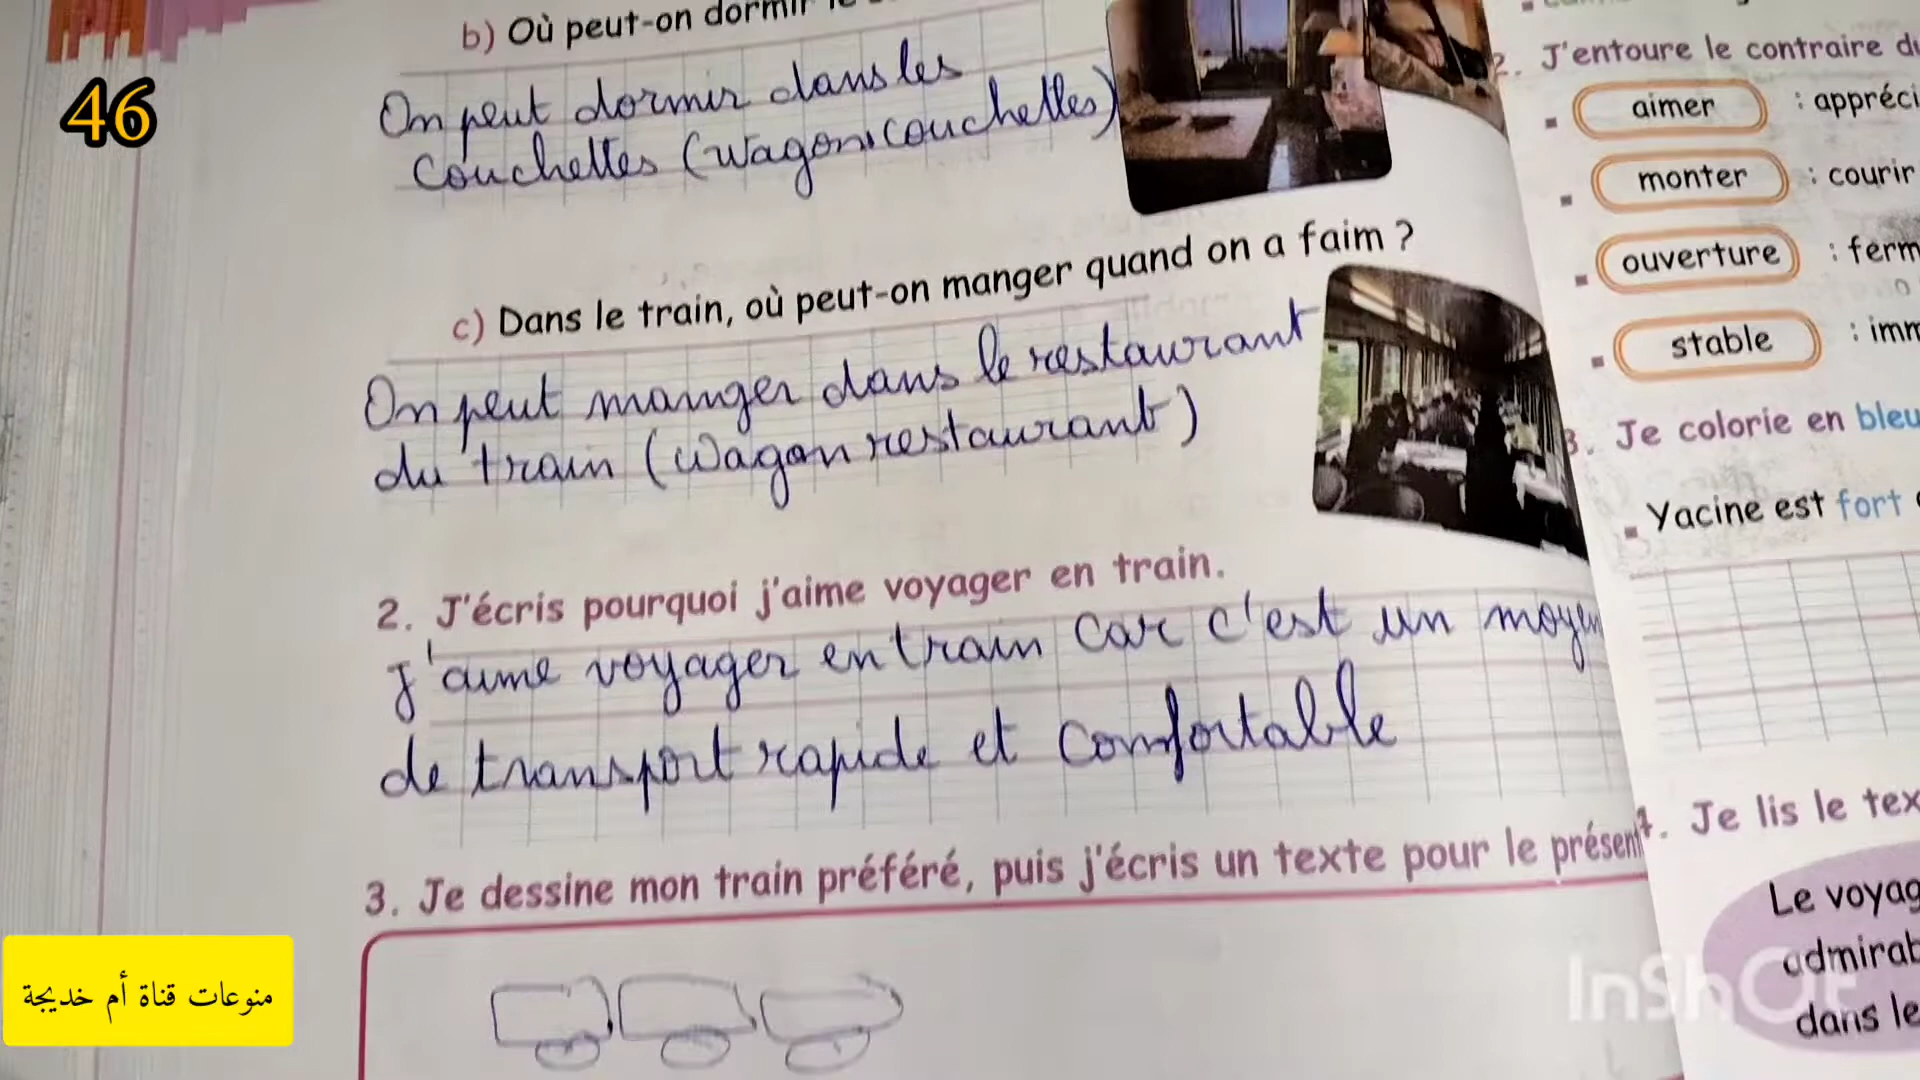 46
b) Où peut-on dormir le
On peut dormir dans les
couchettes (wagons couchettes)
c) Dans le train, où peut-on manger quand on a faim ?
On peut manger dans le restaurant
du train (wagon restaurant)
2. J'écris pourquoi j'aime voyager en train.
j'aime voyager en train car c'est un moyen
de transport rapide et confortable
3. Je dessine mon train préféré, puis j'écris un texte pour le présen
2. J'entoure le contraire du
aimer : appréci
monter : courir
ouverture : ferm
stable : imm
3. Je colorie en bleu
Yacine est fort
4. Je lis le tex
Le voyag
admirab
dans le
منوعات قناة أم خديجة
InShOt